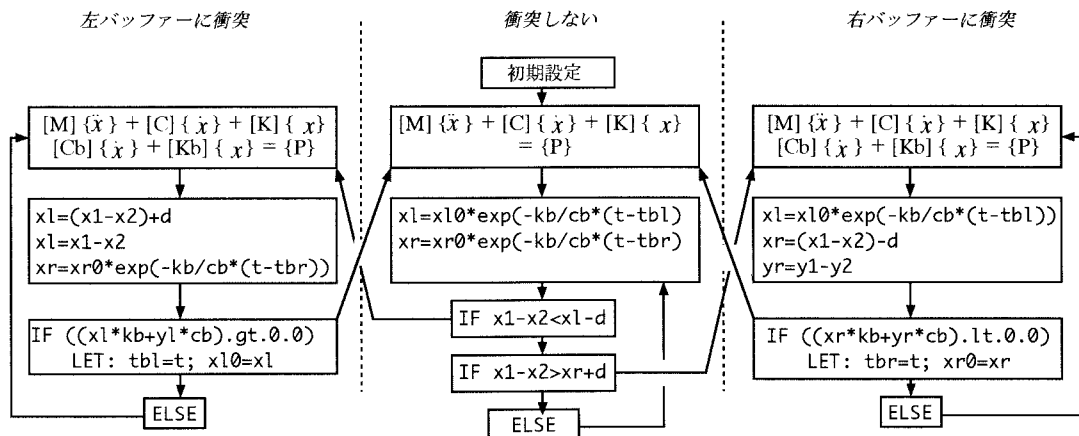 左バッファーに衝突
衝突しない
右バッファーに衝突
初期設定
[M] {ẍ} + [C] {ẋ} + [K] { x}
[Cb] {ẋ} + [Kb] { x} = {P}
xl=(x1-x2)+d
xl=x1-x2
xr=xr0*exp(-kb/cb*(t-tbr))
IF ((xl*kb+yl*cb).gt.0.0)
LET: tbl=t; xl0=xl
ELSE
[M] {ẍ} + [C] {ẋ} + [K] { x}
= {P}
xl=xl0*exp(-kb/cb*(t-tbl)
xr=xr0*exp(-kb/cb*(t-tbr)
IF x1-x2<xl-d
IF x1-x2>xr+d
ELSE
[M] {ẍ} + [C] {ẋ} + [K] { x}
[Cb] {ẋ} + [Kb] { x} = {P}
xl=xl0*exp(-kb/cb*(t-tbl))
xr=(x1-x2)-d
yr=y1-y2
IF ((xr*kb+yr*cb).lt.0.0)
LET: tbr=t; xr0=xr
ELSE